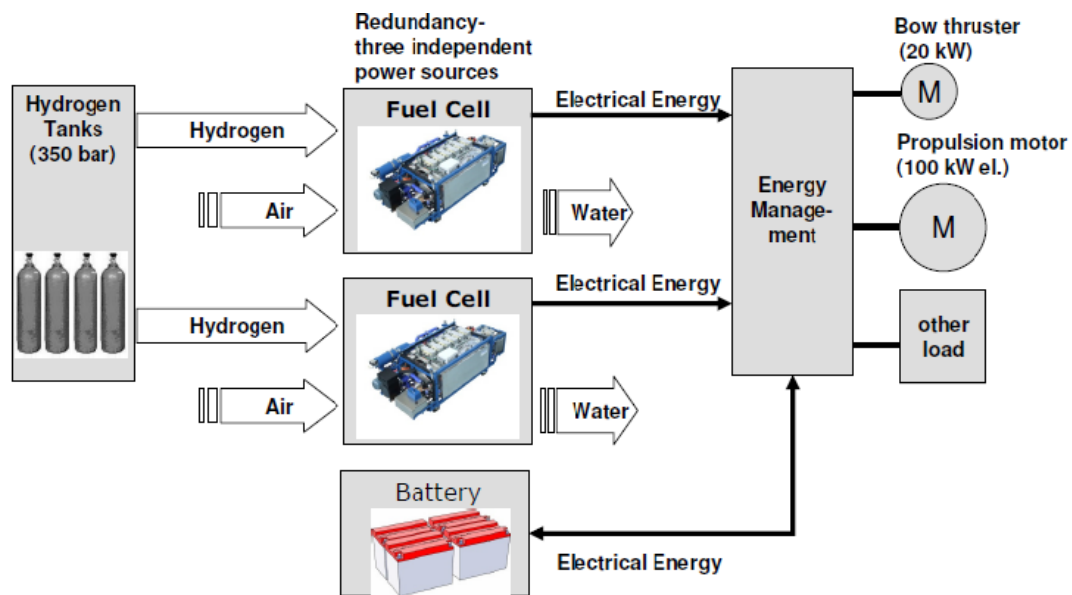 Redundancy-
three independent
power sources
Bow thruster
(20 kW)
M
Hydrogen
Tanks
(350 bar)
Hydrogen
Fuel Cell
Electrical Energy
Air
Water
Propulsion motor
(100 kW el.)
M
Energy
Manage-
ment
Hydrogen
Fuel Cell
Electrical Energy
other
load
Air
Water
Battery
Electrical Energy